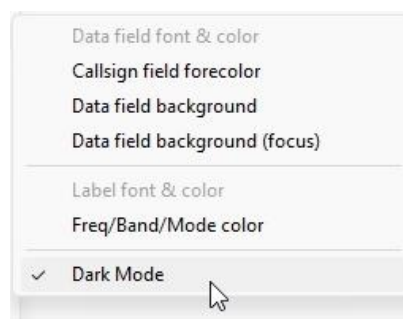 Data field font & color
Callsign field forecolor
Data field background
Data field background (focus)
Label font & color
Freq/Band/Mode color
Dark Mode